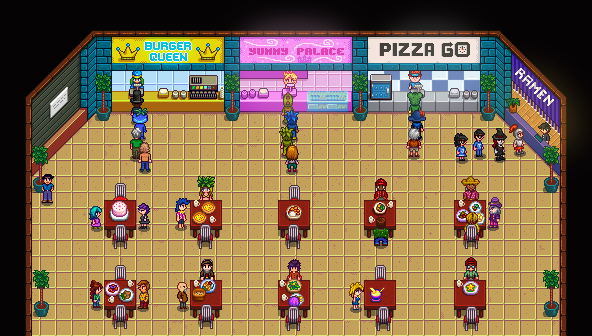 BURGER
QUEEN
YUMMY PALACE
PIZZA GO
RAMEN